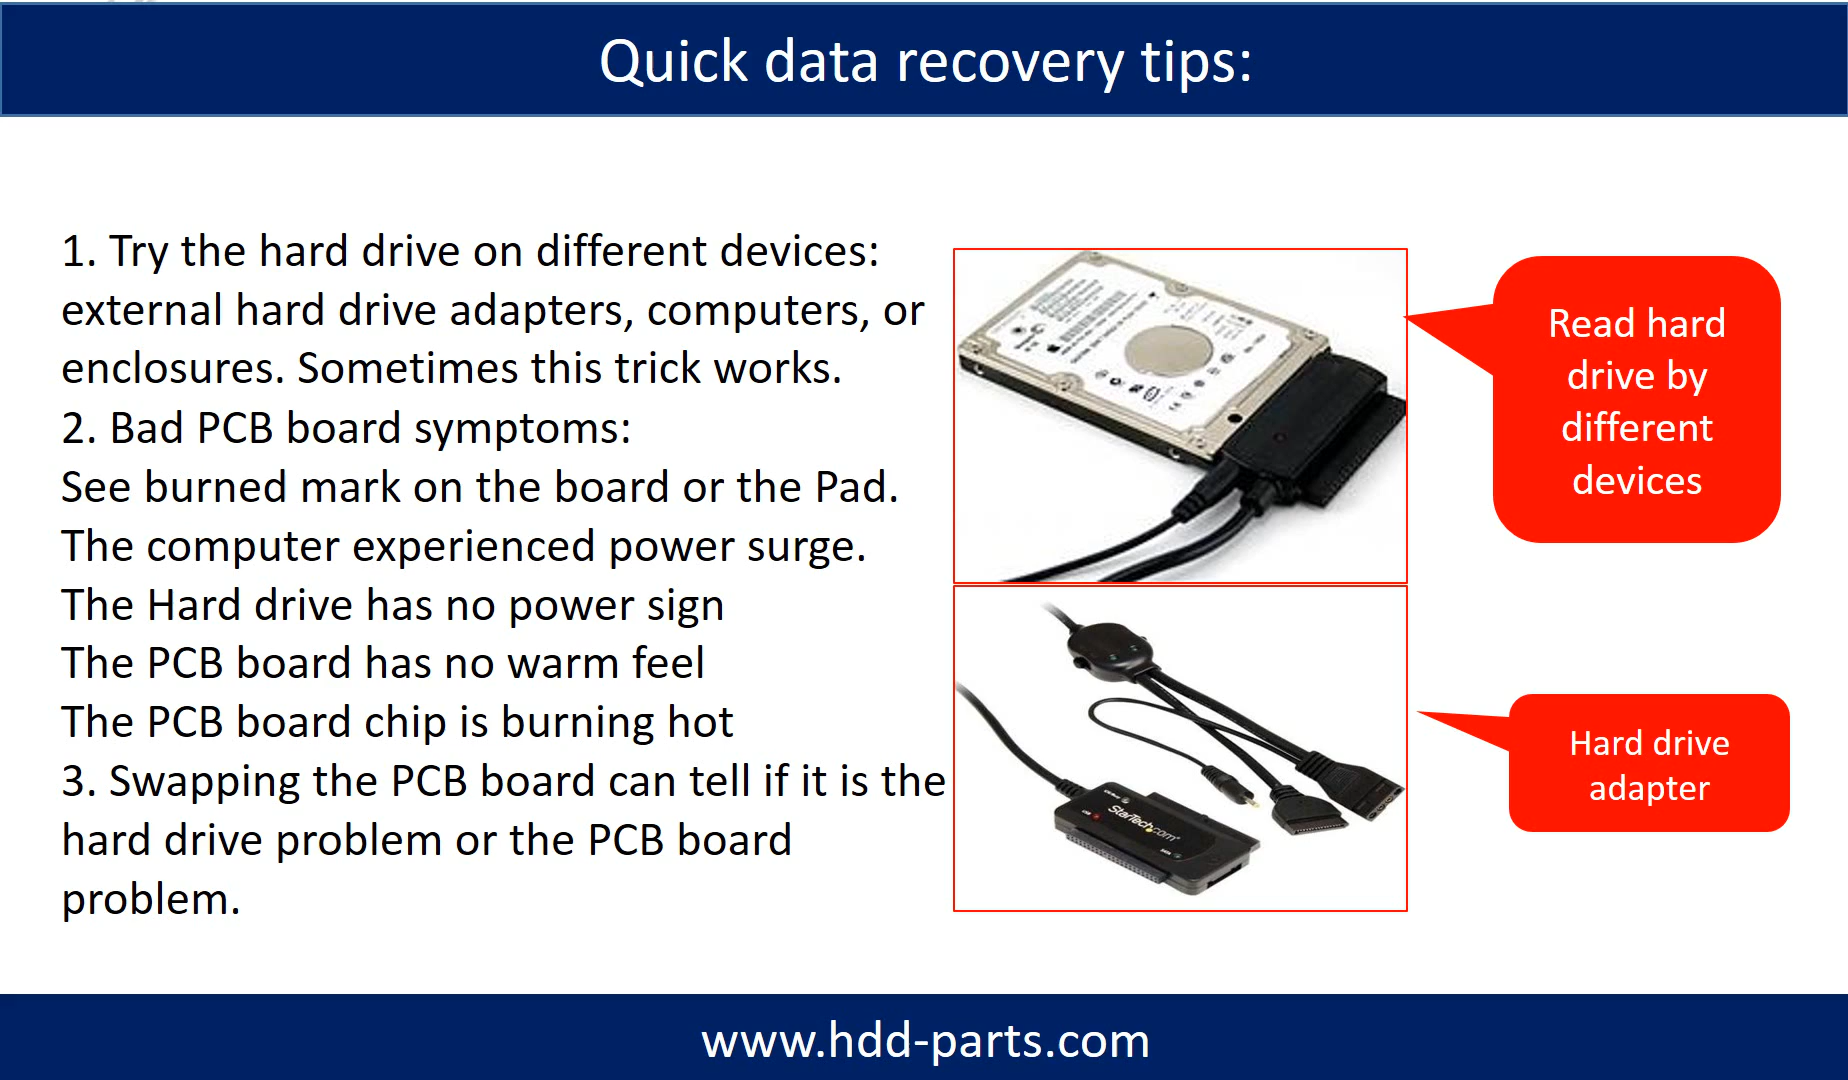 Quick data recovery tips:
1. Try the hard drive on different devices:
external hard drive adapters, computers, or
enclosures. Sometimes this trick works.
2. Bad PCB board symptoms:
See burned mark on the board or the Pad.
The computer experienced power surge.
The Hard drive has no power sign
The PCB board has no warm feel
The PCB board chip is burning hot
3. Swapping the PCB board can tell if it is the
hard drive problem or the PCB board
problem.
Read hard
drive by
different
devices
Hard drive
adapter
StarTech.com
www.hdd-parts.com